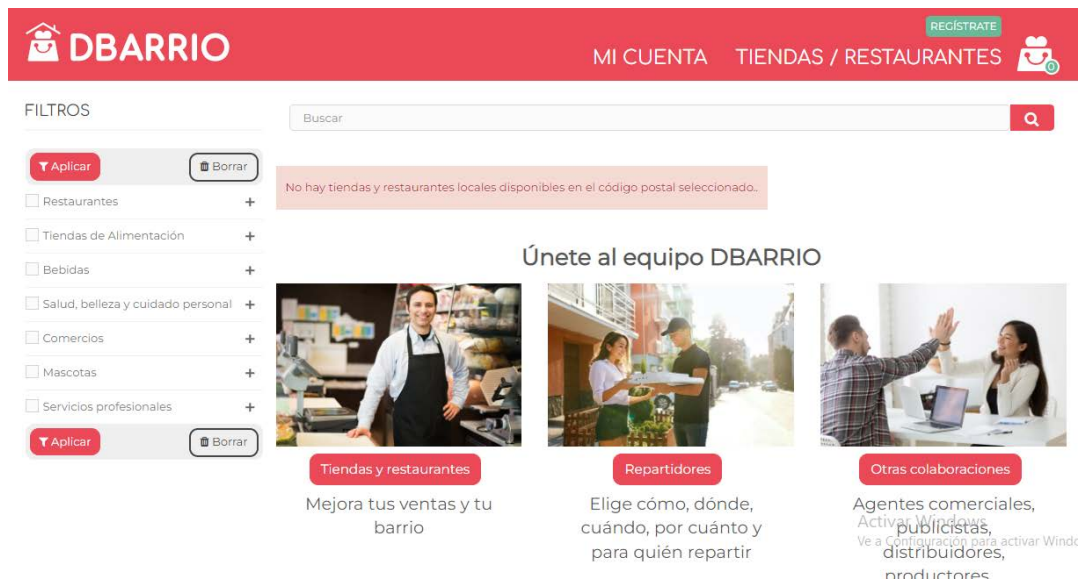 DBARRIO
REGÍSTRATE
MI CUENTA TIENDAS / RESTAURANTES
0
FILTROS
Buscar
Aplicar
Borrar
Restaurantes +
Tiendas de Alimentación +
Bebidas +
Salud, belleza y cuidado personal +
Comercios +
Mascotas +
Servicios profesionales +
Aplicar
Borrar
No hay tiendas y restaurantes locales disponibles en el código postal seleccionado..
Únete al equipo DBARRIO
Tiendas y restaurantes
Mejora tus ventas y tu
barrio
Repartidores
Elige cómo, dónde,
cuándo, por cuánto y
para quién repartir
Otras colaboraciones
Agentes comerciales,
publicistas,
distribuidores,
productores
Activar Windows
Ve a Configuración para activar Windo